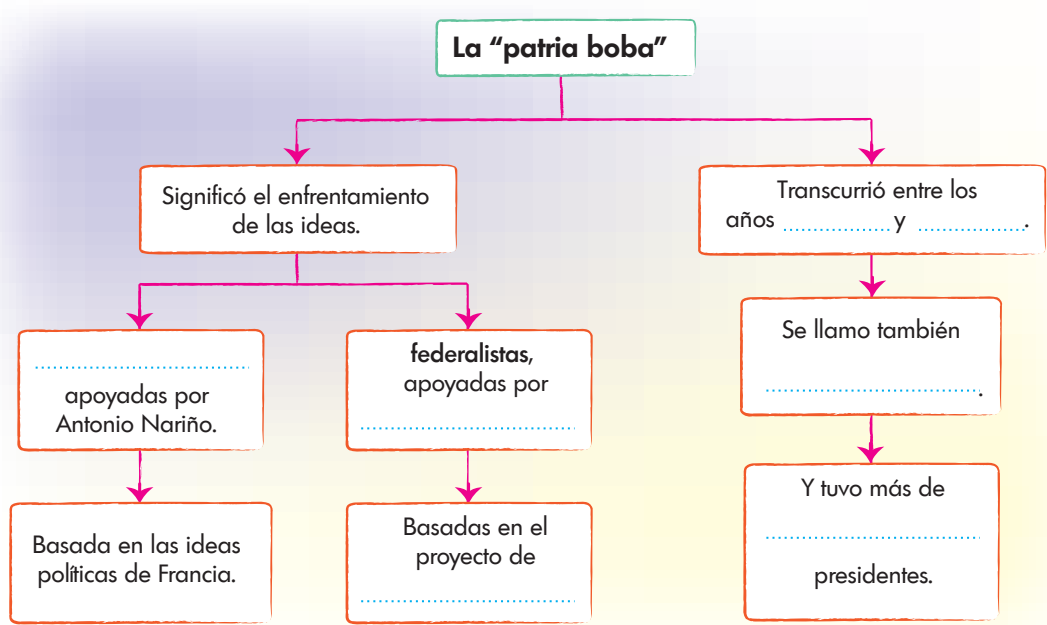 La “patria boba”
Significó el enfrentamiento
de las ideas.
apoyadas por
Antonio Nariño.
Basada en las ideas
políticas de Francia.
federalistas,
apoyadas por
Basadas en el
proyecto de
Transcurrió entre los
años ........................ y ........................ .
Se llamo también
.
Y tuvo más de
presidentes.